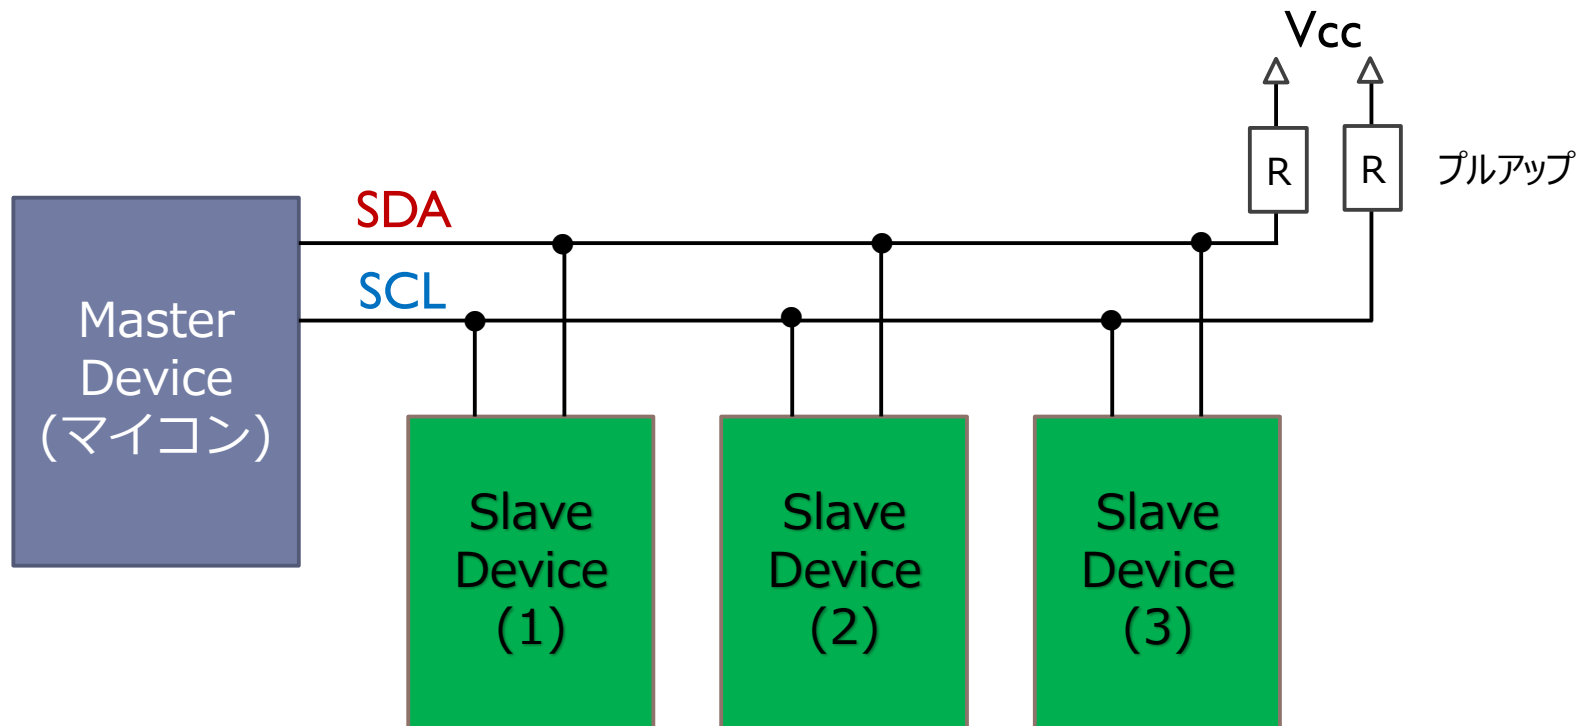 Vcc
R
R
プルアップ
SDA
SCL
Master
Device
(マイコン)
Slave
Device
(1)
Slave
Device
(2)
Slave
Device
(3)